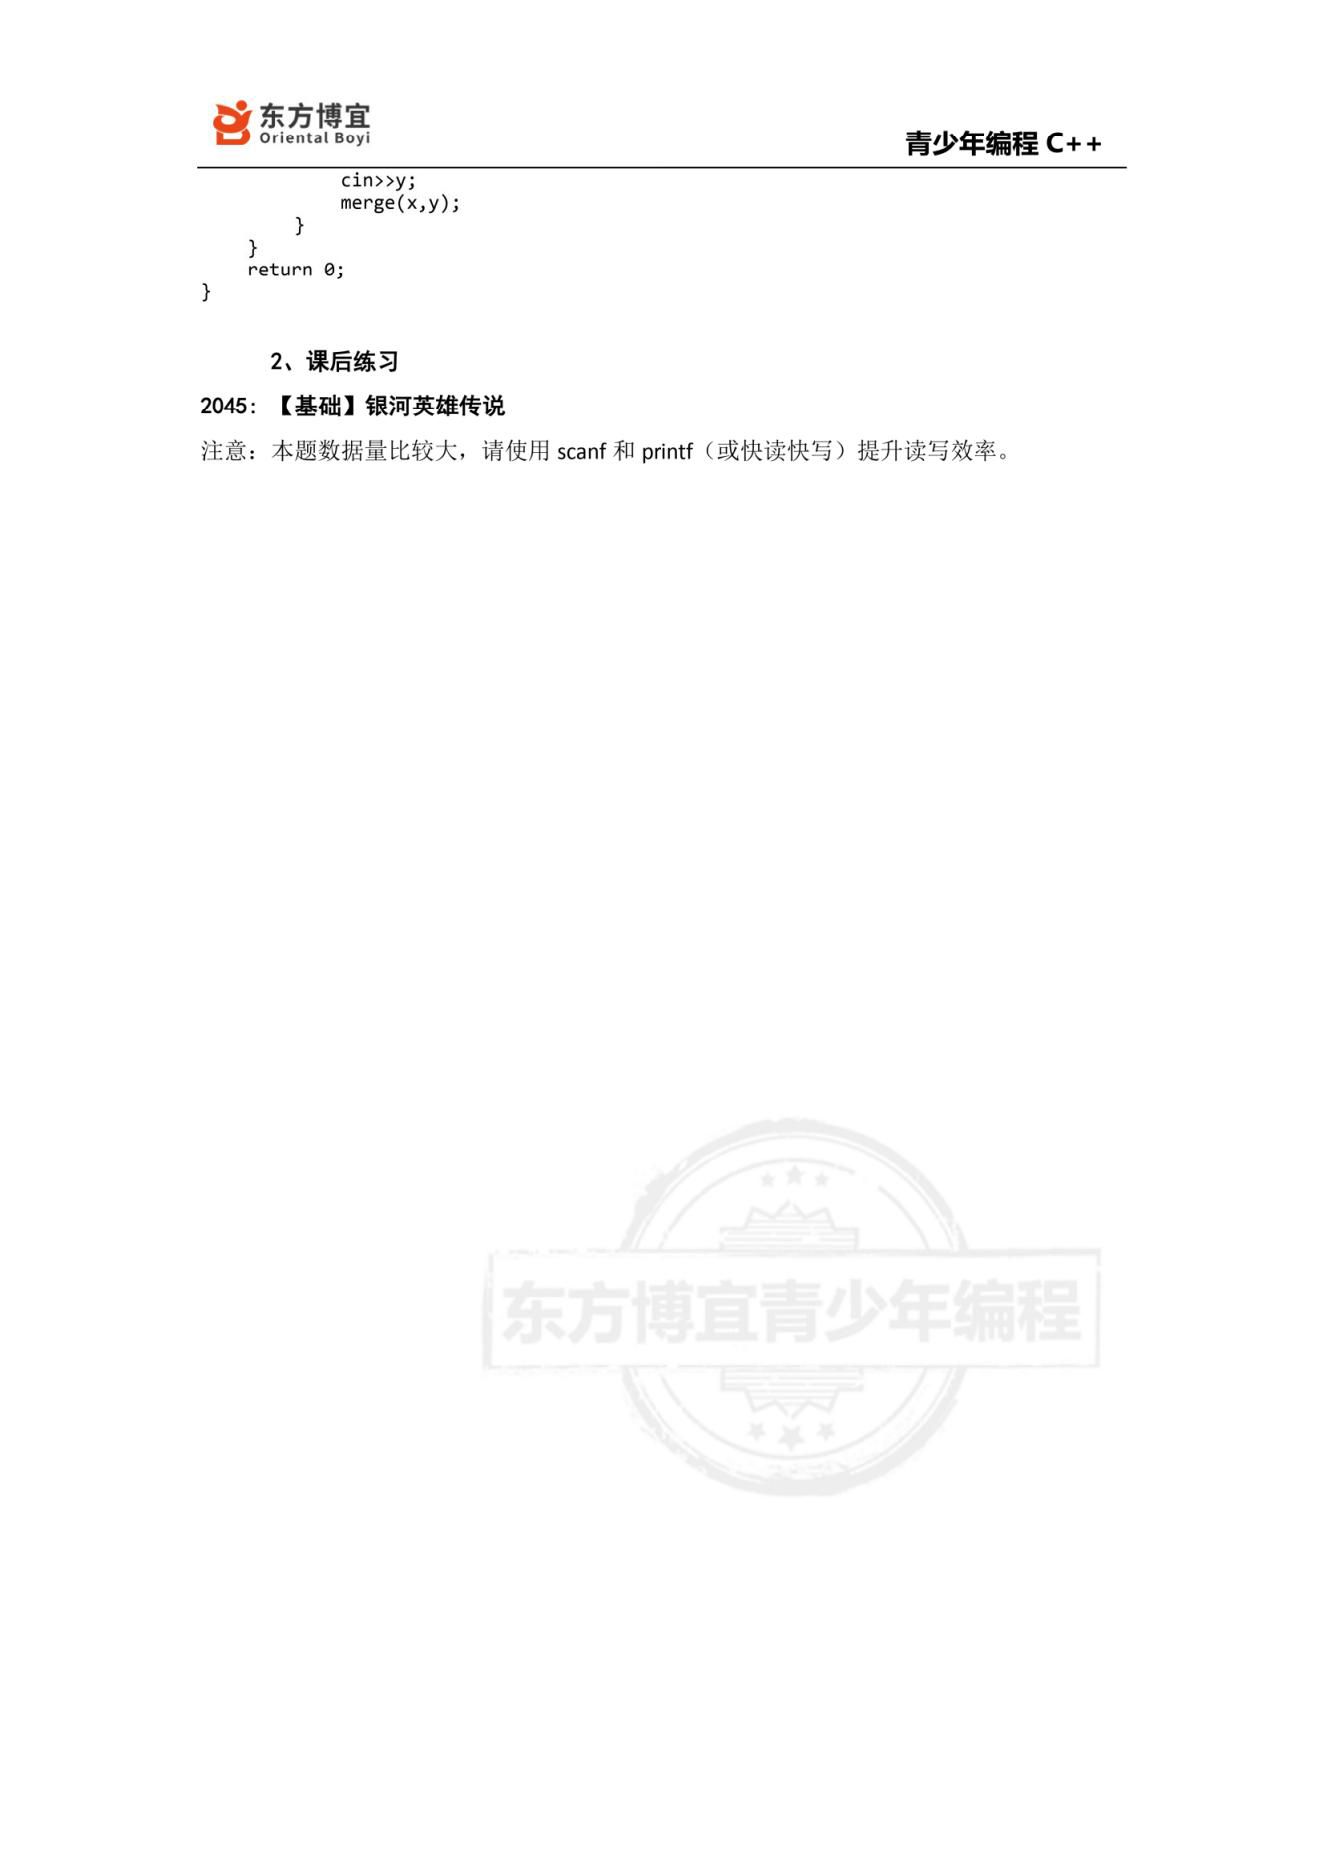 东方博宜
Oriental Boyi
青少年编程 C++
cin>>y;
merge(x,y);
}
}
return 0;
}
2、课后练习
2045：【基础】银河英雄传说
注意：本题数据量比较大，请使用 scanf 和 printf（或快读快写）提升读写效率。
东方博宜青少年编程